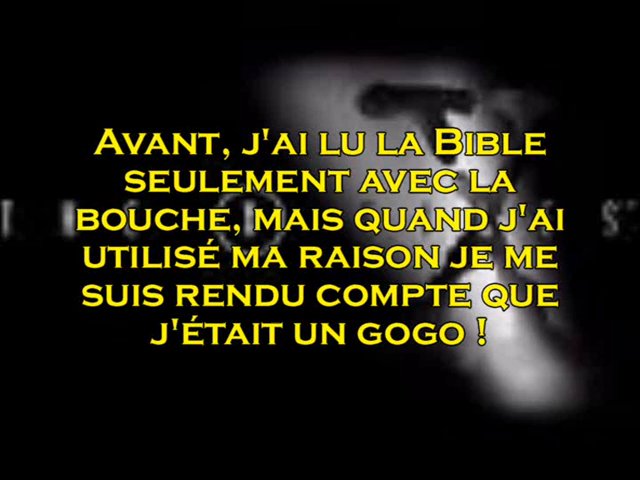 AVANT, J'AI LU LA BIBLE
SEULEMENT AVEC LA
BOUCHE, MAIS QUAND J'AI
UTILISÉ MA RAISON JE ME
SUIS RENDU COMPTE QUE
J'ÉTAIT UN GOGO !